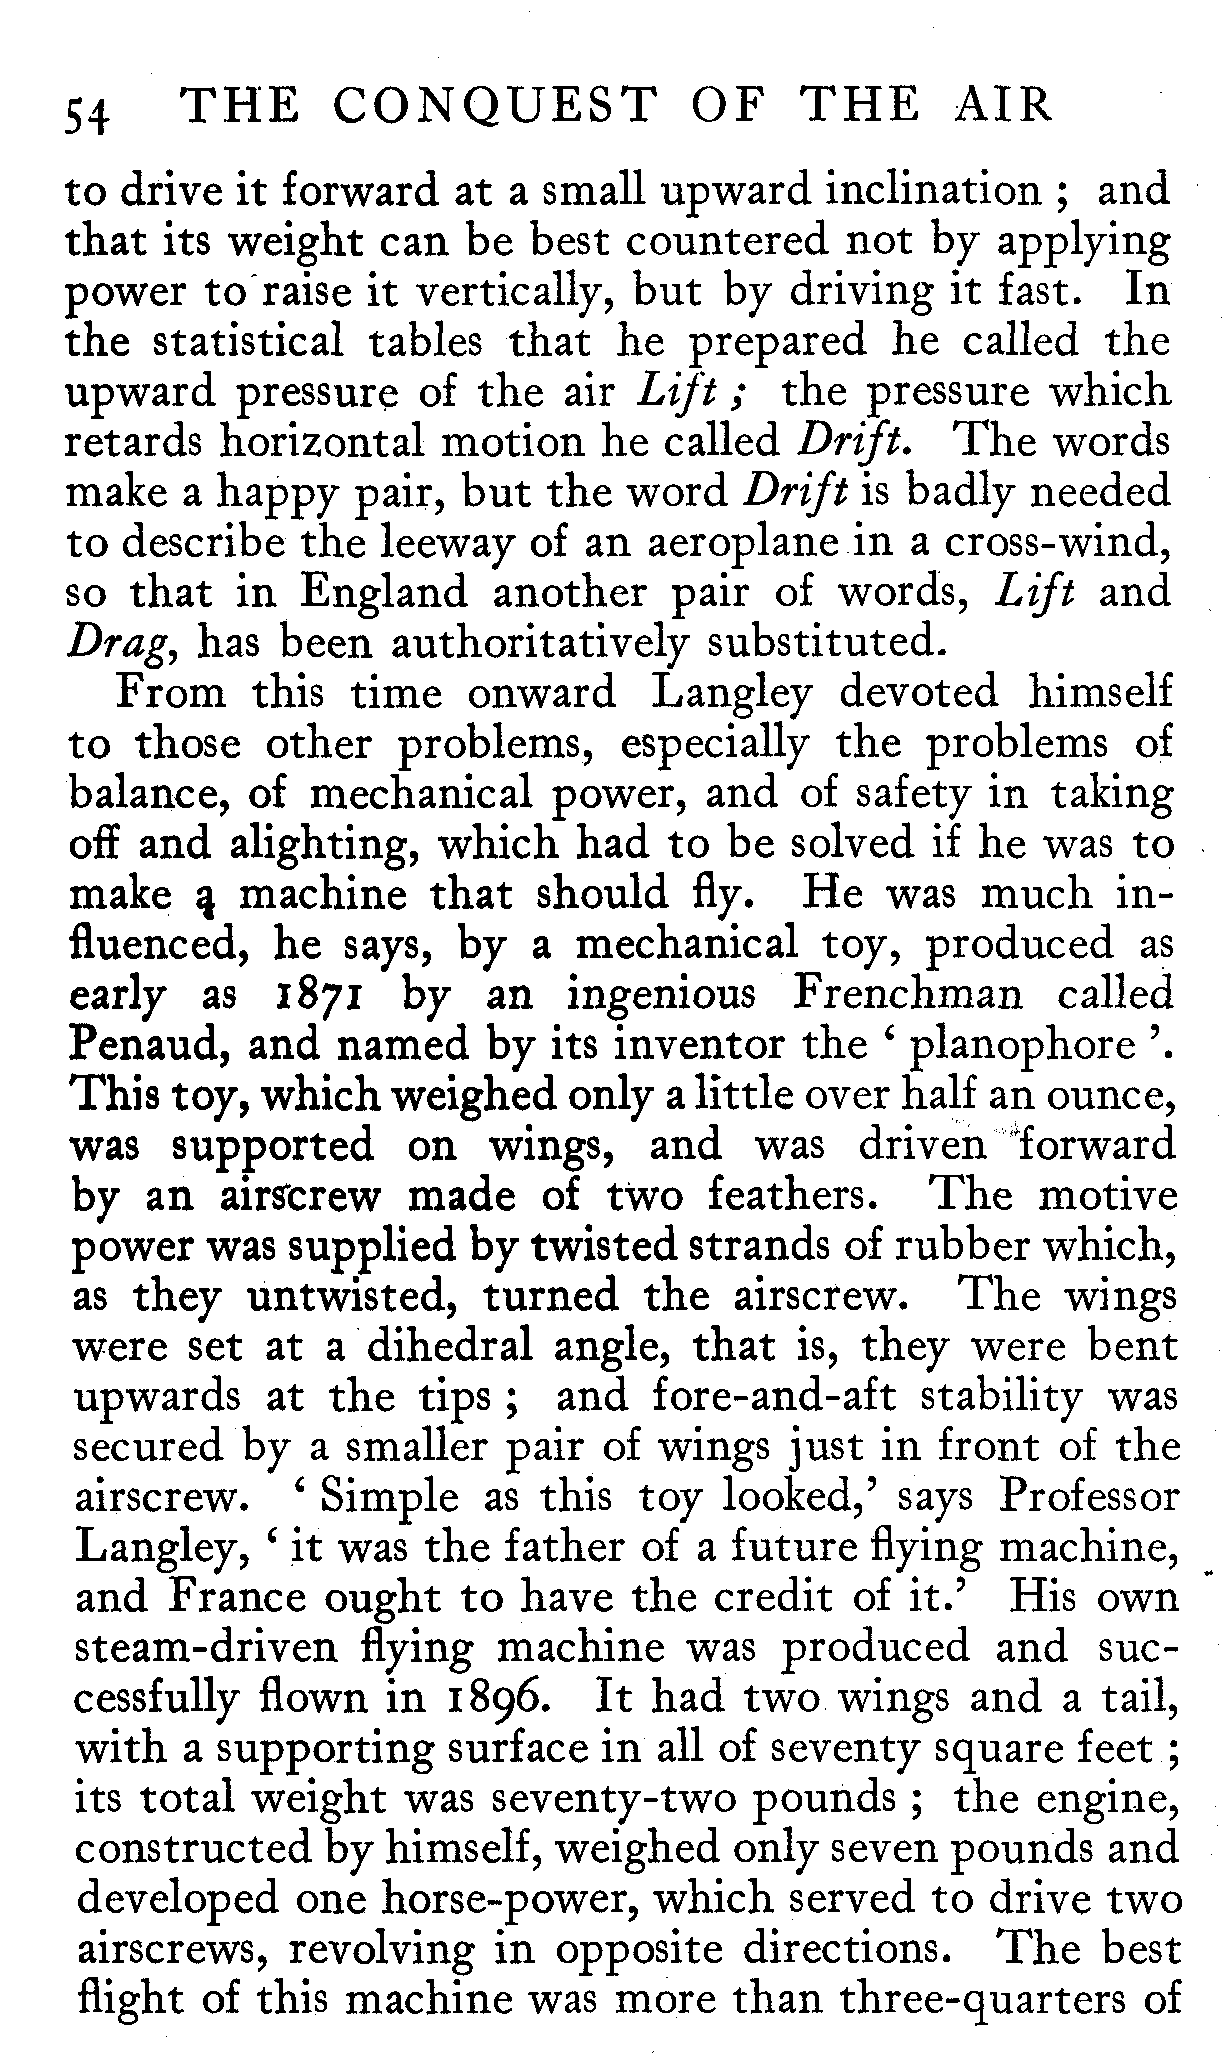 54 THE CONQUEST OF THE AIR
to drive it forward at a small upward inclination ; and
that its weight can be best countered not by applying
power to raise it vertically, but by driving it fast. In
the statistical tables that he prepared he called the
upward pressure of the air Lift ; the pressure which
retards horizontal motion he called Drift. The words
make a happy pair, but the word Drift is badly needed
to describe the leeway of an aeroplane in a cross-wind,
so that in England another pair of words, Lift and
Drag, has been authoritatively substituted.
From this time onward Langley devoted himself
to those other problems, especially the problems of
balance, of mechanical power, and of safety in taking
off and alighting, which had to be solved if he was to
make a machine that should fly. He was much in-
fluenced, he says, by a mechanical toy, produced as
early as 1871 by an ingenious Frenchman called
Penaud, and named by its inventor the ‘ planophore ’.
This toy, which weighed only a little over half an ounce,
was supported on wings, and was driven forward
by an airscrew made of two feathers. The motive
power was supplied by twisted strands of rubber which,
as they untwisted, turned the airscrew. The wings
were set at a dihedral angle, that is, they were bent
upwards at the tips ; and fore-and-aft stability was
secured by a smaller pair of wings just in front of the
airscrew. ‘ Simple as this toy looked,’ says Professor
Langley, ‘ it was the father of a future flying machine,
and France ought to have the credit of it.’ His own
steam-driven flying machine was produced and suc-
cessfully flown in 1896. It had two wings and a tail,
with a supporting surface in all of seventy square feet ;
its total weight was seventy-two pounds ; the engine,
constructed by himself, weighed only seven pounds and
developed one horse-power, which served to drive two
airscrews, revolving in opposite directions. The best
flight of this machine was more than three-quarters of